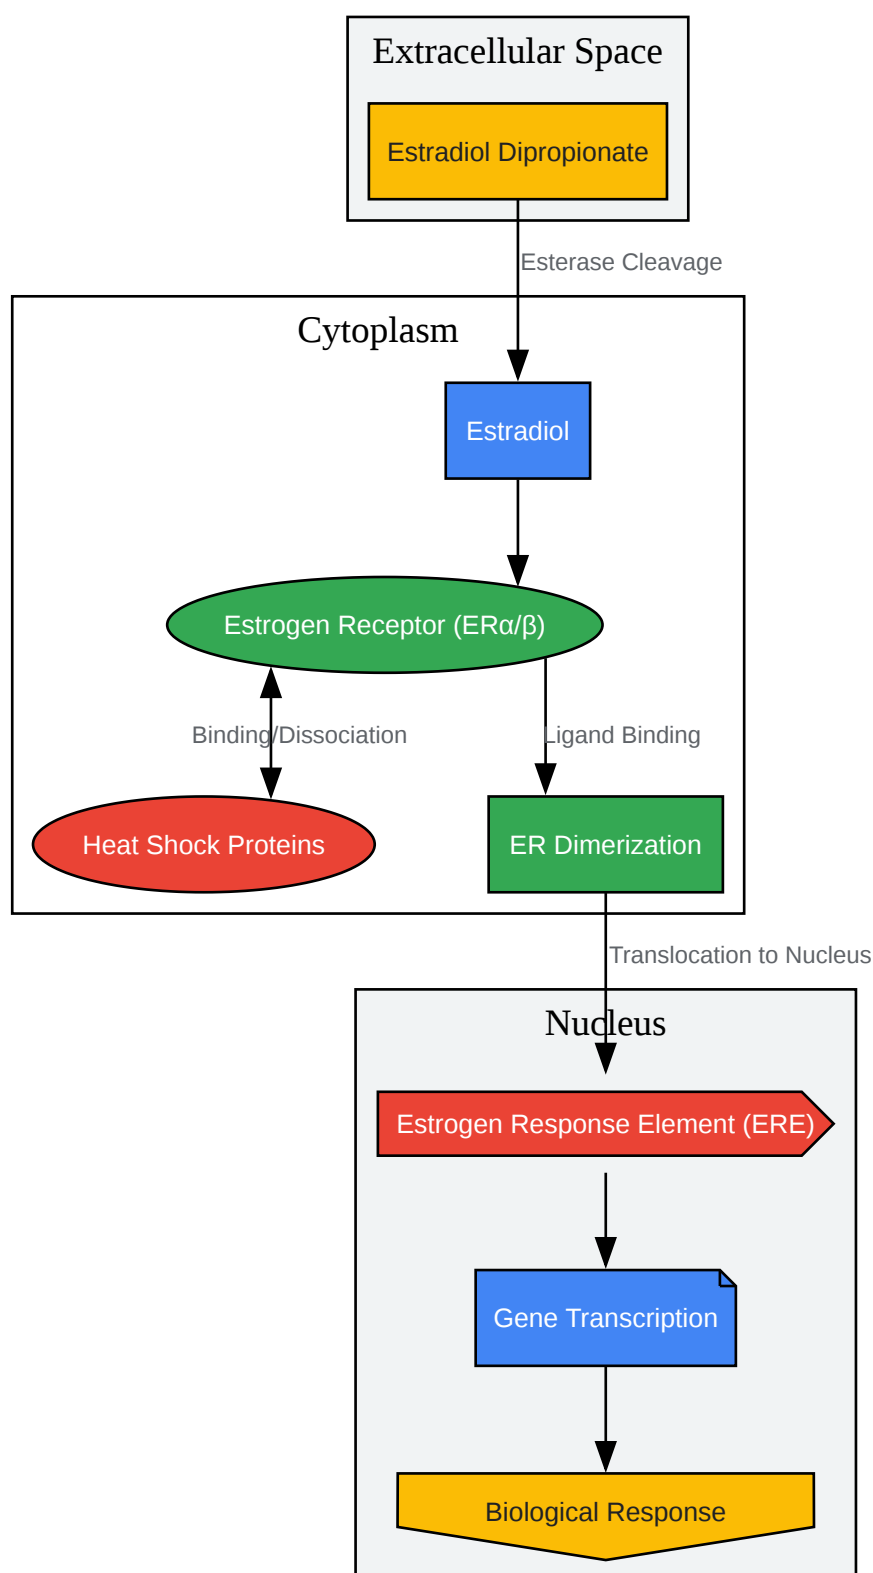 Extracellular Space
Estradiol Dipropionate
Esterase Cleavage
Cytoplasm
Estradiol
Estrogen Receptor (ERα/β)
Binding/Dissociation
Ligand Binding
Heat Shock Proteins
ER Dimerization
Translocation to Nucleus
Nucleus
Estrogen Response Element (ERE)
Gene Transcription
Biological Response